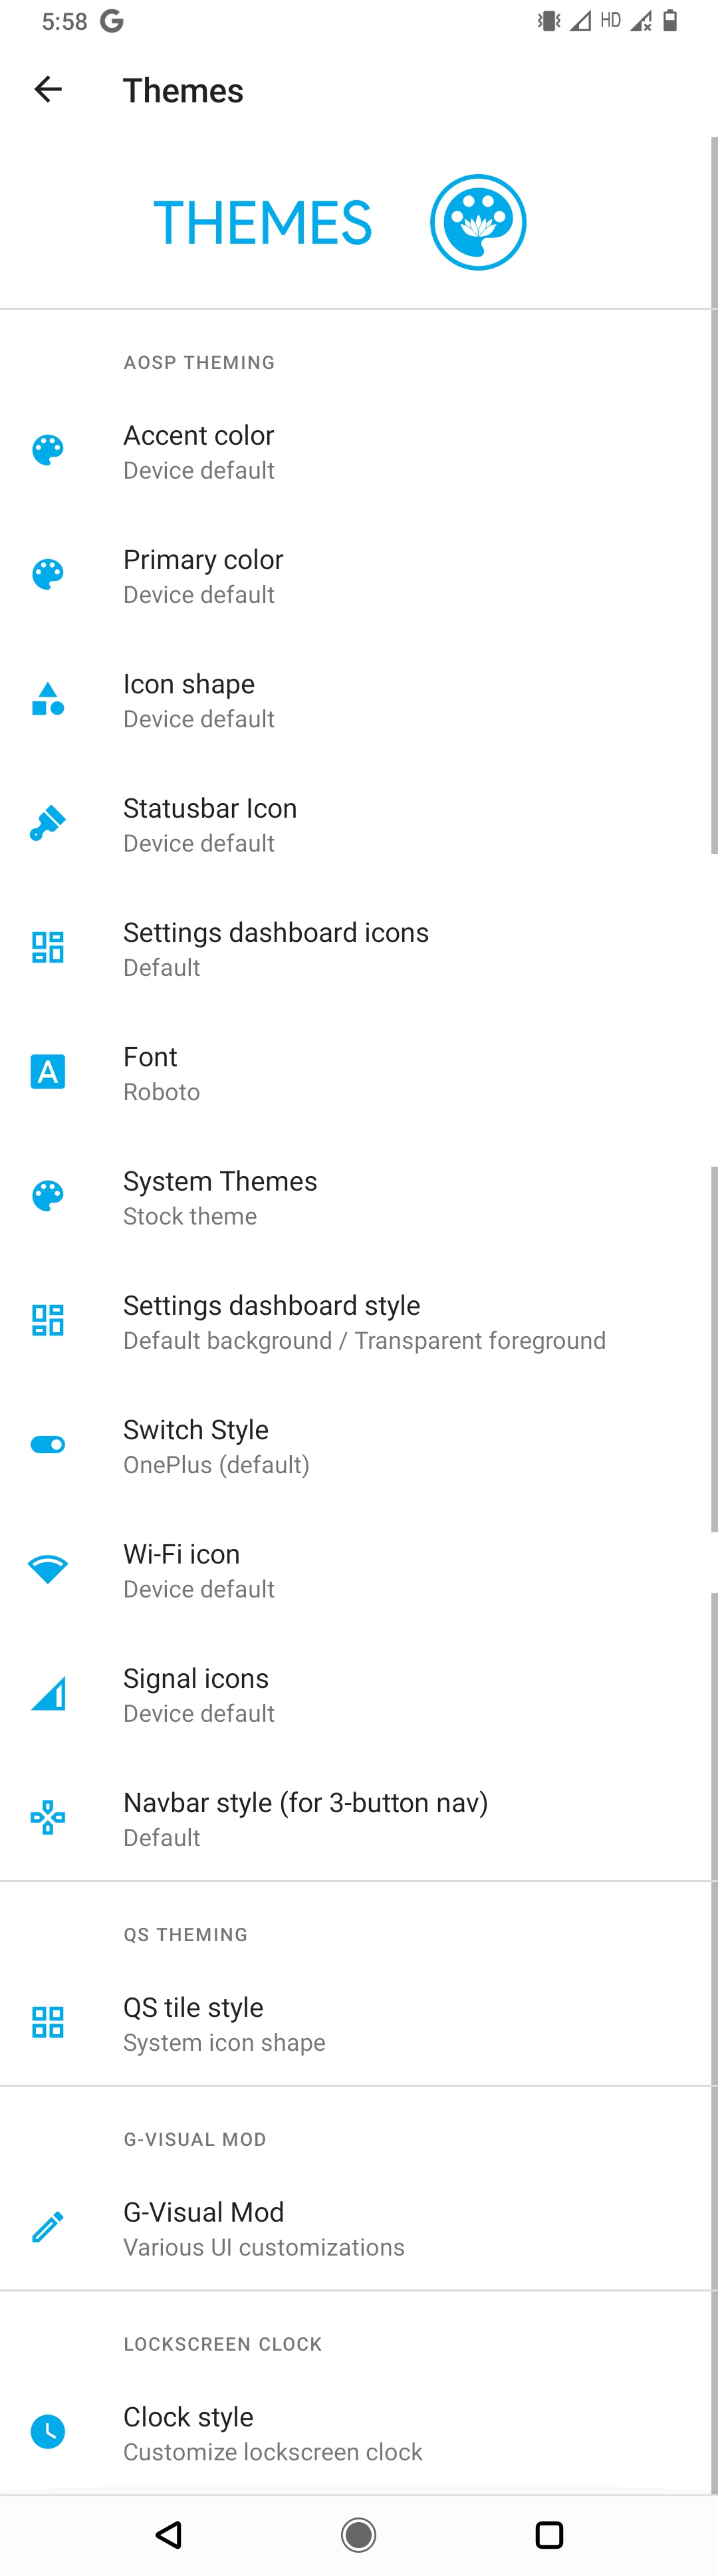 5:58 G HD
Themes
THEMES
AOSP THEMING
Accent color
Device default
Primary color
Device default
Icon shape
Device default
Statusbar Icon
Device default
Settings dashboard icons
Default
A
Font
Roboto
System Themes
Stock theme
Settings dashboard style
Default background / Transparent foreground
Switch Style
OnePlus (default)
Wi-Fi icon
Device default
Signal icons
Device default
Navbar style (for 3-button nav)
Default
QS THEMING
QS tile style
System icon shape
G-VISUAL MOD
G-Visual Mod
Various UI customizations
LOCKSCREEN CLOCK
Clock style
Customize lockscreen clock